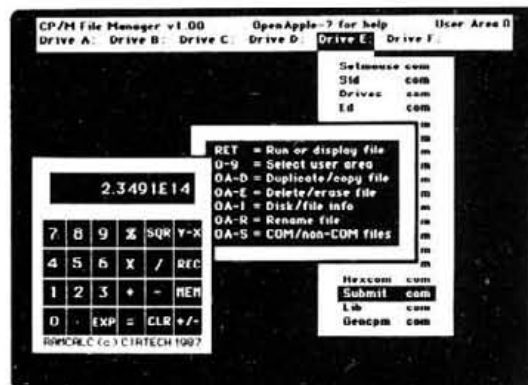 CP/M File Manager v1.00 OpenApple-? for help User Area 0
Drive A: Drive B: Drive C: Drive D: Drive E: Drive F:
Setmouse com
Std com
Drives com
Ed com
RET = Run or display file
0-9 = Select user area
OA-D = Duplicate/copy file
OA-E = Delete/erase file
OA-I = Disk/file info
OA-R = Rename file
OA-S = COM/non-COM files
2.3491E14
7 8 9 % SQR Y-X
4 5 6 X / REC
1 2 3 + - MEM
0 . EXP = CLR +/-
RAMCALC (c) CIRTECH 1987
Hexcom com
Submit com
Lib com
Gencpm com